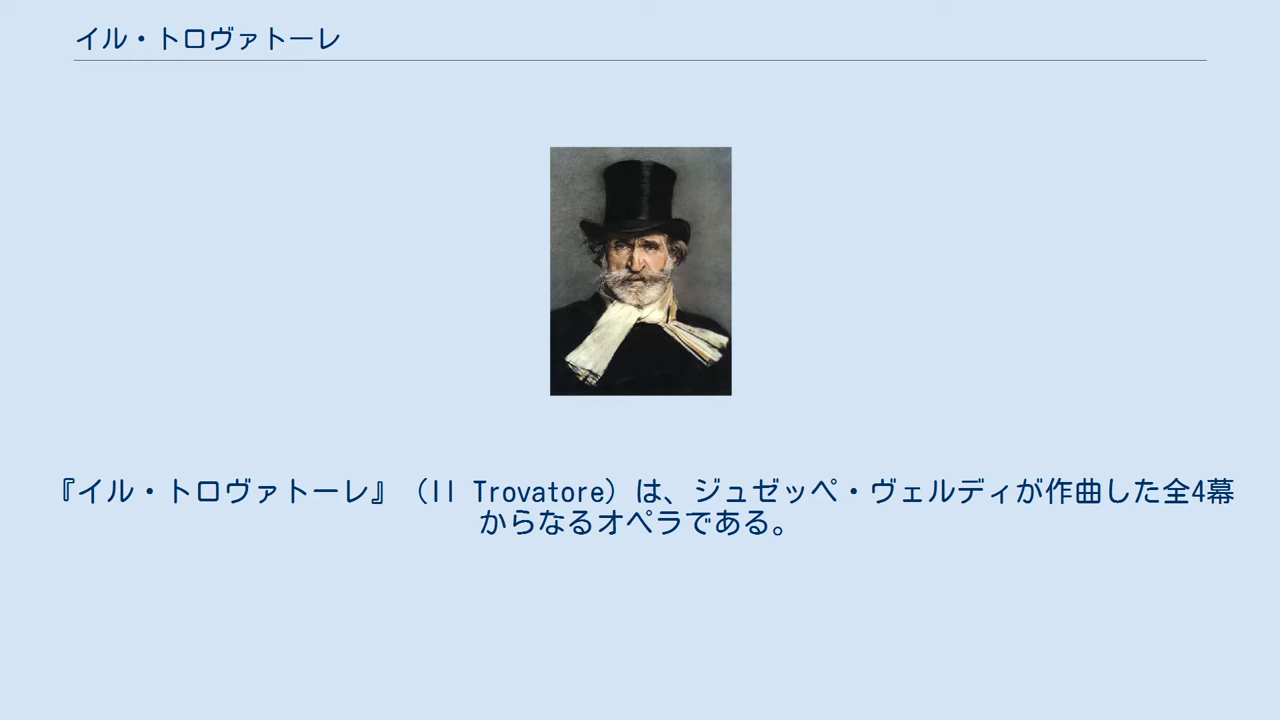 イル・トロヴァトーレ
『イル・トロヴァトーレ』（Il Trovatore）は、ジュゼッペ・ヴェルディが作曲した全4幕
からなるオペラである。